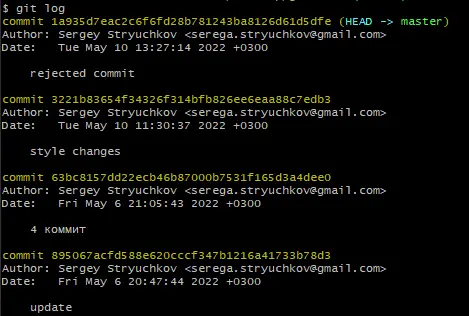 $ git log
commit 1a935d7eac2c6f6fd28b781243ba8126d61d5dfe (HEAD -> master)
Author: Sergey Stryuchkov <serega.stryuchkov@gmail.com>
Date:   Tue May 10 13:27:14 2022 +0300
rejected commit
commit 3221b83654f34326f314bfb826ee6eaa88c7edb3
Author: Sergey Stryuchkov <serega.stryuchkov@gmail.com>
Date:   Tue May 10 11:30:37 2022 +0300
style changes
commit 63bc8157dd22ecb46b87000b7531f165d3a4dee0
Author: Sergey Stryuchkov <serega.stryuchkov@gmail.com>
Date:   Fri May 6 21:05:43 2022 +0300
4 коммит
commit 895067acfd588e620cccf347b1216a41733b78d3
Author: Sergey Stryuchkov <serega.stryuchkov@gmail.com>
Date:   Fri May 6 20:47:44 2022 +0300
update